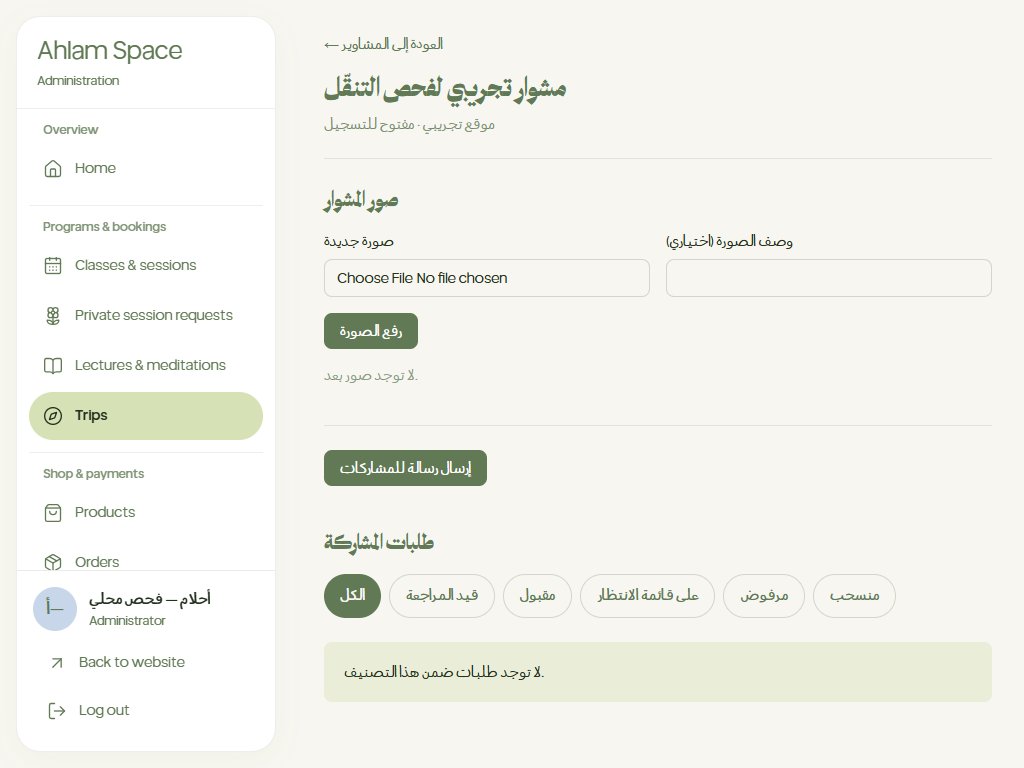 Ahlam Space
Administration
Overview
Home
Programs & bookings
Classes & sessions
Private session requests
Lectures & meditations
Trips
Shop & payments
Products
Orders
أ—
أحلام — فحص محلي
Administrator
Back to website
Log out
← العودة إلى المشاوير
مشوار تجريبي لفحص التنقّل
موقع تجريبي · مفتوح للتسجيل
صور المشوار
صورة جديدة
وصف الصورة (اختياري)
Choose File No file chosen
رفع الصورة
لا توجد صور بعد.
إرسال رسالة للمشاركات
طلبات المشاركة
الكل
قيد المراجعة
مقبول
على قائمة الانتظار
مرفوض
منسحب
لا توجد طلبات ضمن هذا التصنيف.